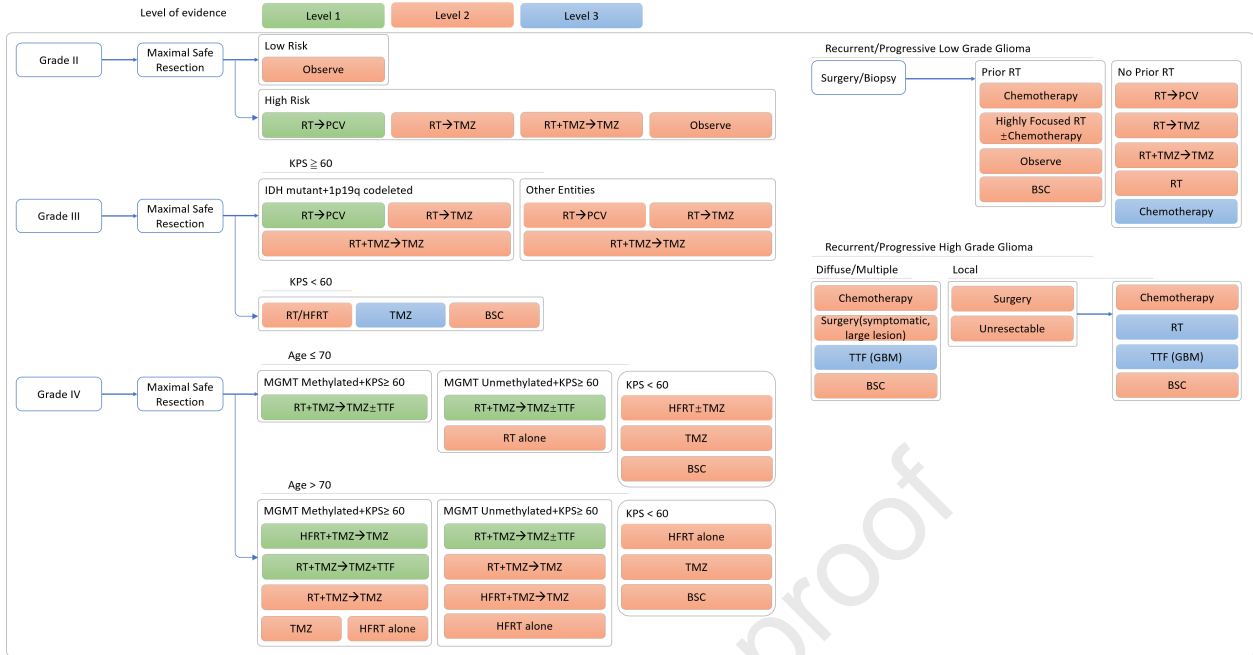 Level of evidence
Level 1
Level 2
Level 3
Grade II
Maximal Safe
Resection
Low Risk
Observe
High Risk
RT→PCV
RT→TMZ
RT+TMZ→TMZ
Observe
Grade III
Maximal Safe
Resection
KPS ≧ 60
IDH mutant+1p19q codeleted
RT→PCV
RT→TMZ
RT+TMZ→TMZ
Other Entities
RT→PCV
RT→TMZ
RT+TMZ→TMZ
KPS < 60
RT/HFRT
TMZ
BSC
Grade IV
Maximal Safe
Resection
Age ≤ 70
MGMT Methylated+KPS≥ 60
RT+TMZ→TMZ±TTF
MGMT Unmethylated+KPS≥ 60
RT+TMZ→TMZ±TTF
RT alone
KPS < 60
HFRT±TMZ
TMZ
BSC
Age > 70
MGMT Methylated+KPS≥ 60
HFRT+TMZ→TMZ
RT+TMZ→TMZ+TTF
RT+TMZ→TMZ
TMZ
HFRT alone
MGMT Unmethylated+KPS≥ 60
RT+TMZ→TMZ±TTF
RT+TMZ→TMZ
HFRT+TMZ→TMZ
HFRT alone
KPS < 60
HFRT alone
TMZ
BSC
Recurrent/Progressive Low Grade Glioma
Surgery/Biopsy
Prior RT
Chemotherapy
Highly Focused RT
±Chemotherapy
Observe
BSC
No Prior RT
RT→PCV
RT→TMZ
RT+TMZ→TMZ
RT
Chemotherapy
Recurrent/Progressive High Grade Glioma
Diffuse/Multiple
Chemotherapy
Surgery(symptomatic,
large lesion)
TTF (GBM)
BSC
Local
Surgery
Unresectable
Chemotherapy
RT
TTF (GBM)
BSC
proof